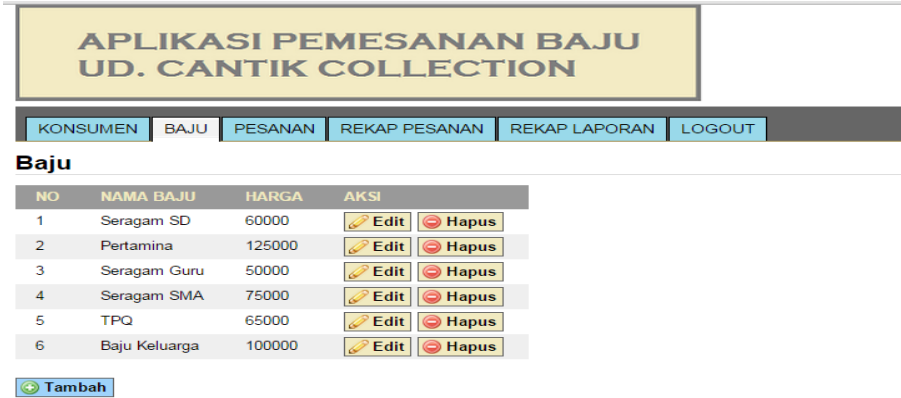 APLIKASI PEMESANAN BAJU
UD. CANTIK COLLECTION
KONSUMEN BAJU PESANAN REKAP PESANAN REKAP LAPORAN LOGOUT
Baju
NO NAMA BAJU HARGA AKSI
1 Seragam SD 60000 Edit Hapus
2 Pertamina 125000 Edit Hapus
3 Seragam Guru 50000 Edit Hapus
4 Seragam SMA 75000 Edit Hapus
5 TPQ 65000 Edit Hapus
6 Baju Keluarga 100000 Edit Hapus
Tambah